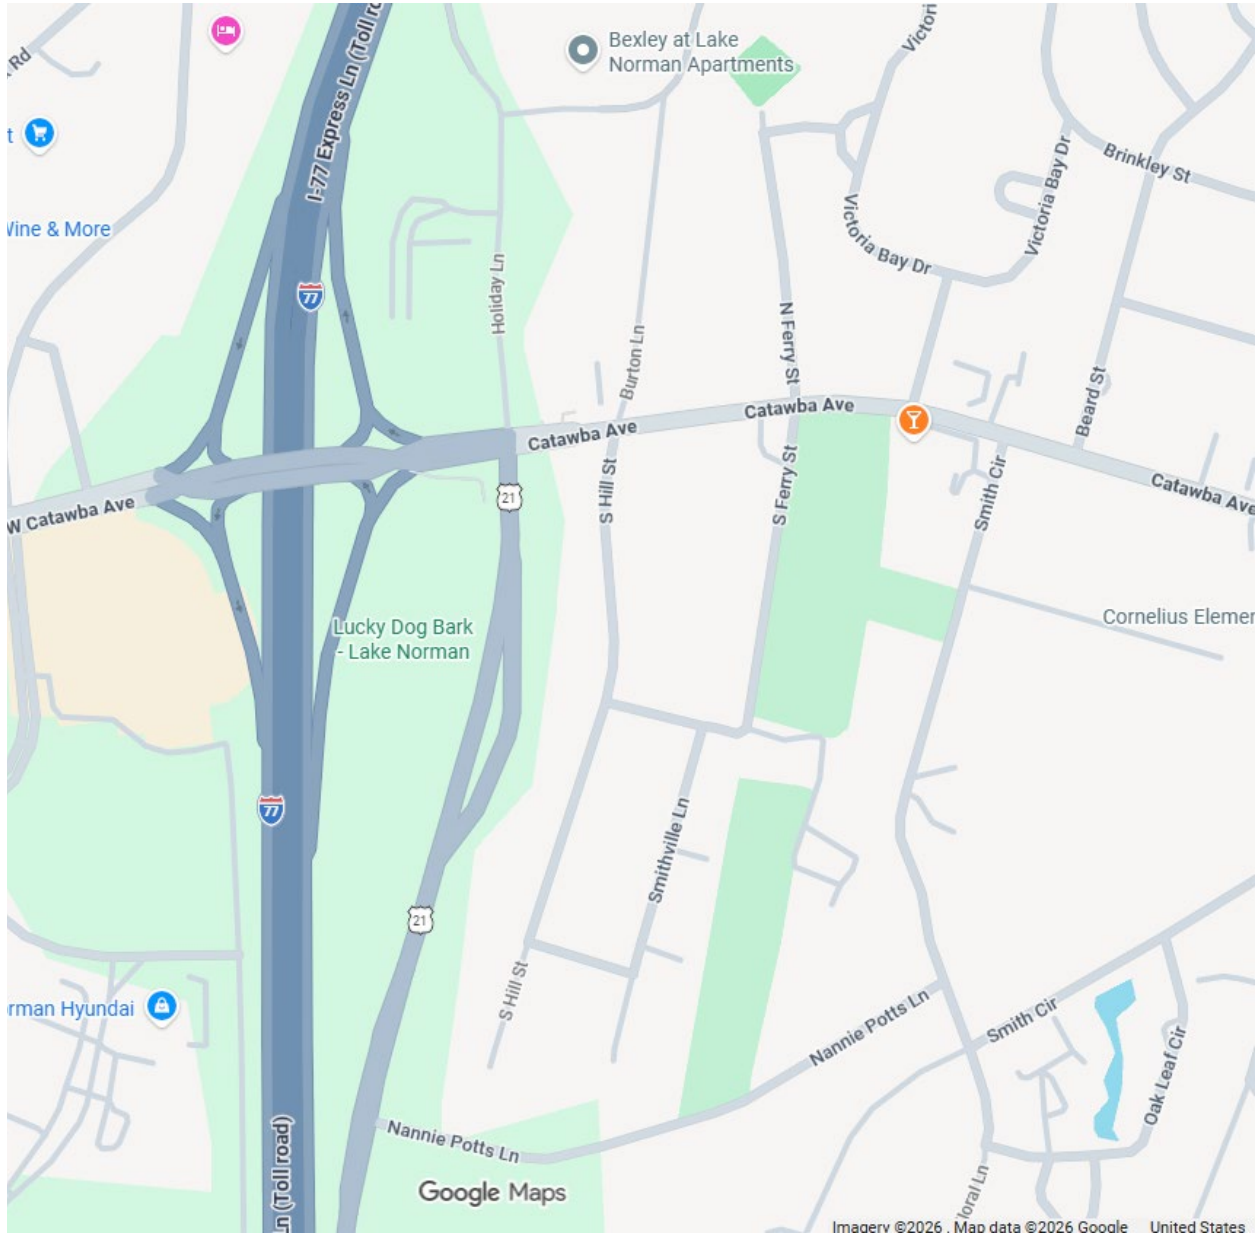 Rd
I-77 Express Ln (Toll ro
Bexley at Lake
Norman Apartments
Victori
t
Brinkley St
Wine & More
Victoria Bay Dr
Victoria Bay Dr
77
Holiday Ln
N Ferry St
Burton Ln
Beard St
Catawba Ave
Catawba Ave
W Catawba Ave
21
S Hill St
S Ferry St
Smith Cir
Catawba Ave
Lucky Dog Bark
- Lake Norman
Cornelius Elemen
77
Smithville Ln
21
S Hill St
rman Hyundai
Nannie Potts Ln
Smith Cir
Oak Leaf Cir
Nannie Potts Ln
Ln (Toll road)
Google Maps
loral Ln
Imagery ©2026 , Map data ©2026 Google
United States